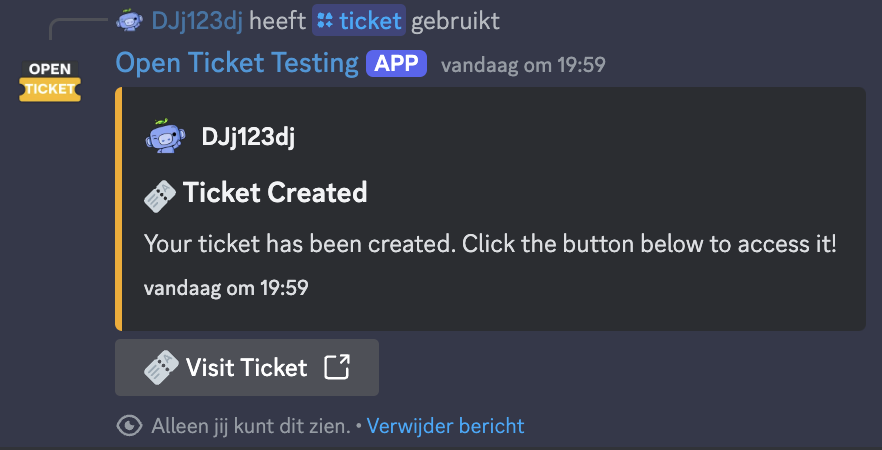 DJj123dj heeft ticket gebruikt
OPEN TICKET
Open Ticket Testing APP vandaag om 19:59
DJj123dj
Ticket Created
Your ticket has been created. Click the button below to access it!
vandaag om 19:59
Visit Ticket
Alleen jij kunt dit zien. • Verwijder bericht